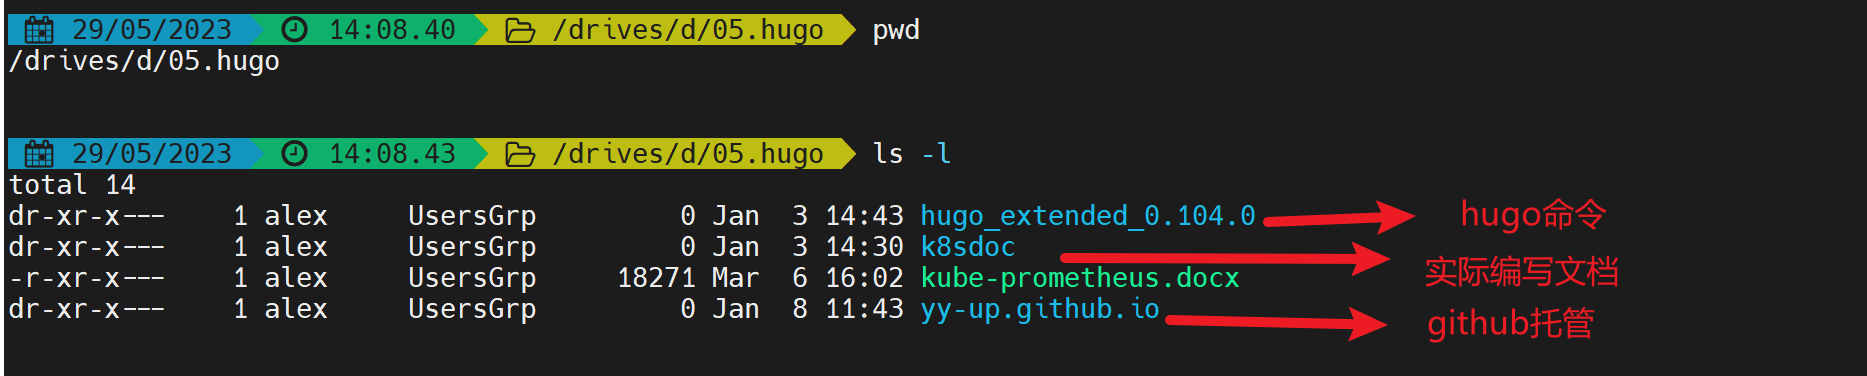 29/05/2023 14:08.40 /drives/d/05.hugo pwd
/drives/d/05.hugo
29/05/2023 14:08.43 /drives/d/05.hugo ls -l
total 14
dr-xr-x--- 1 alex UsersGrp 0 Jan 3 14:43 hugo_extended_0.104.0 hugo命令
dr-xr-x--- 1 alex UsersGrp 0 Jan 3 14:30 k8sdoc
实际编写文档
-r-xr-x--- 1 alex UsersGrp 18271 Mar 6 16:02 kube-prometheus.docx
dr-xr-x--- 1 alex UsersGrp 0 Jan 8 11:43 yy-up.github.io
github托管